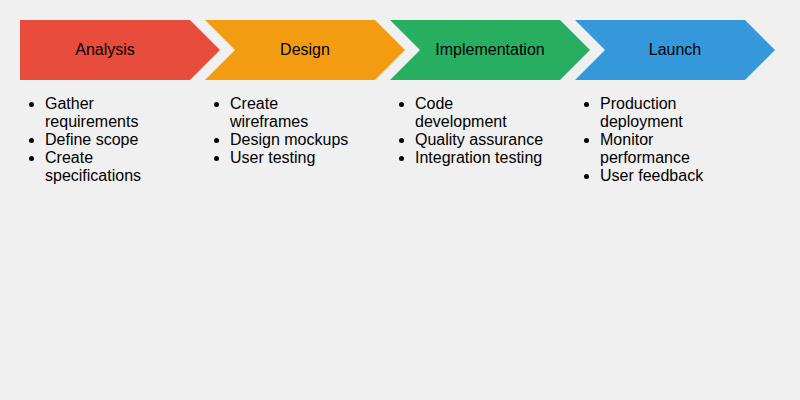 Analysis
Design
Implementation
Launch
Gather
requirements
Define scope
Create
specifications
Create
wireframes
Design mockups
User testing
Code
development
Quality assurance
Integration testing
Production
deployment
Monitor
performance
User feedback